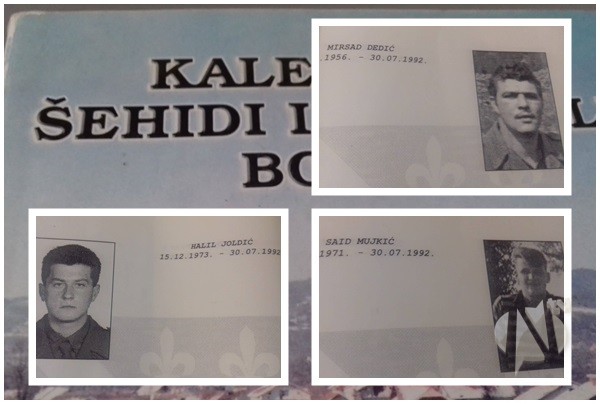 KALE
ŠEHIDI
BO
MIRSAD DEDIĆ
1956. - 30.07.1992.
HALIL JOLDIĆ
15.12.1973. - 30.07.1992
SAID MUJKIĆ
1971. - 30.07.1992.